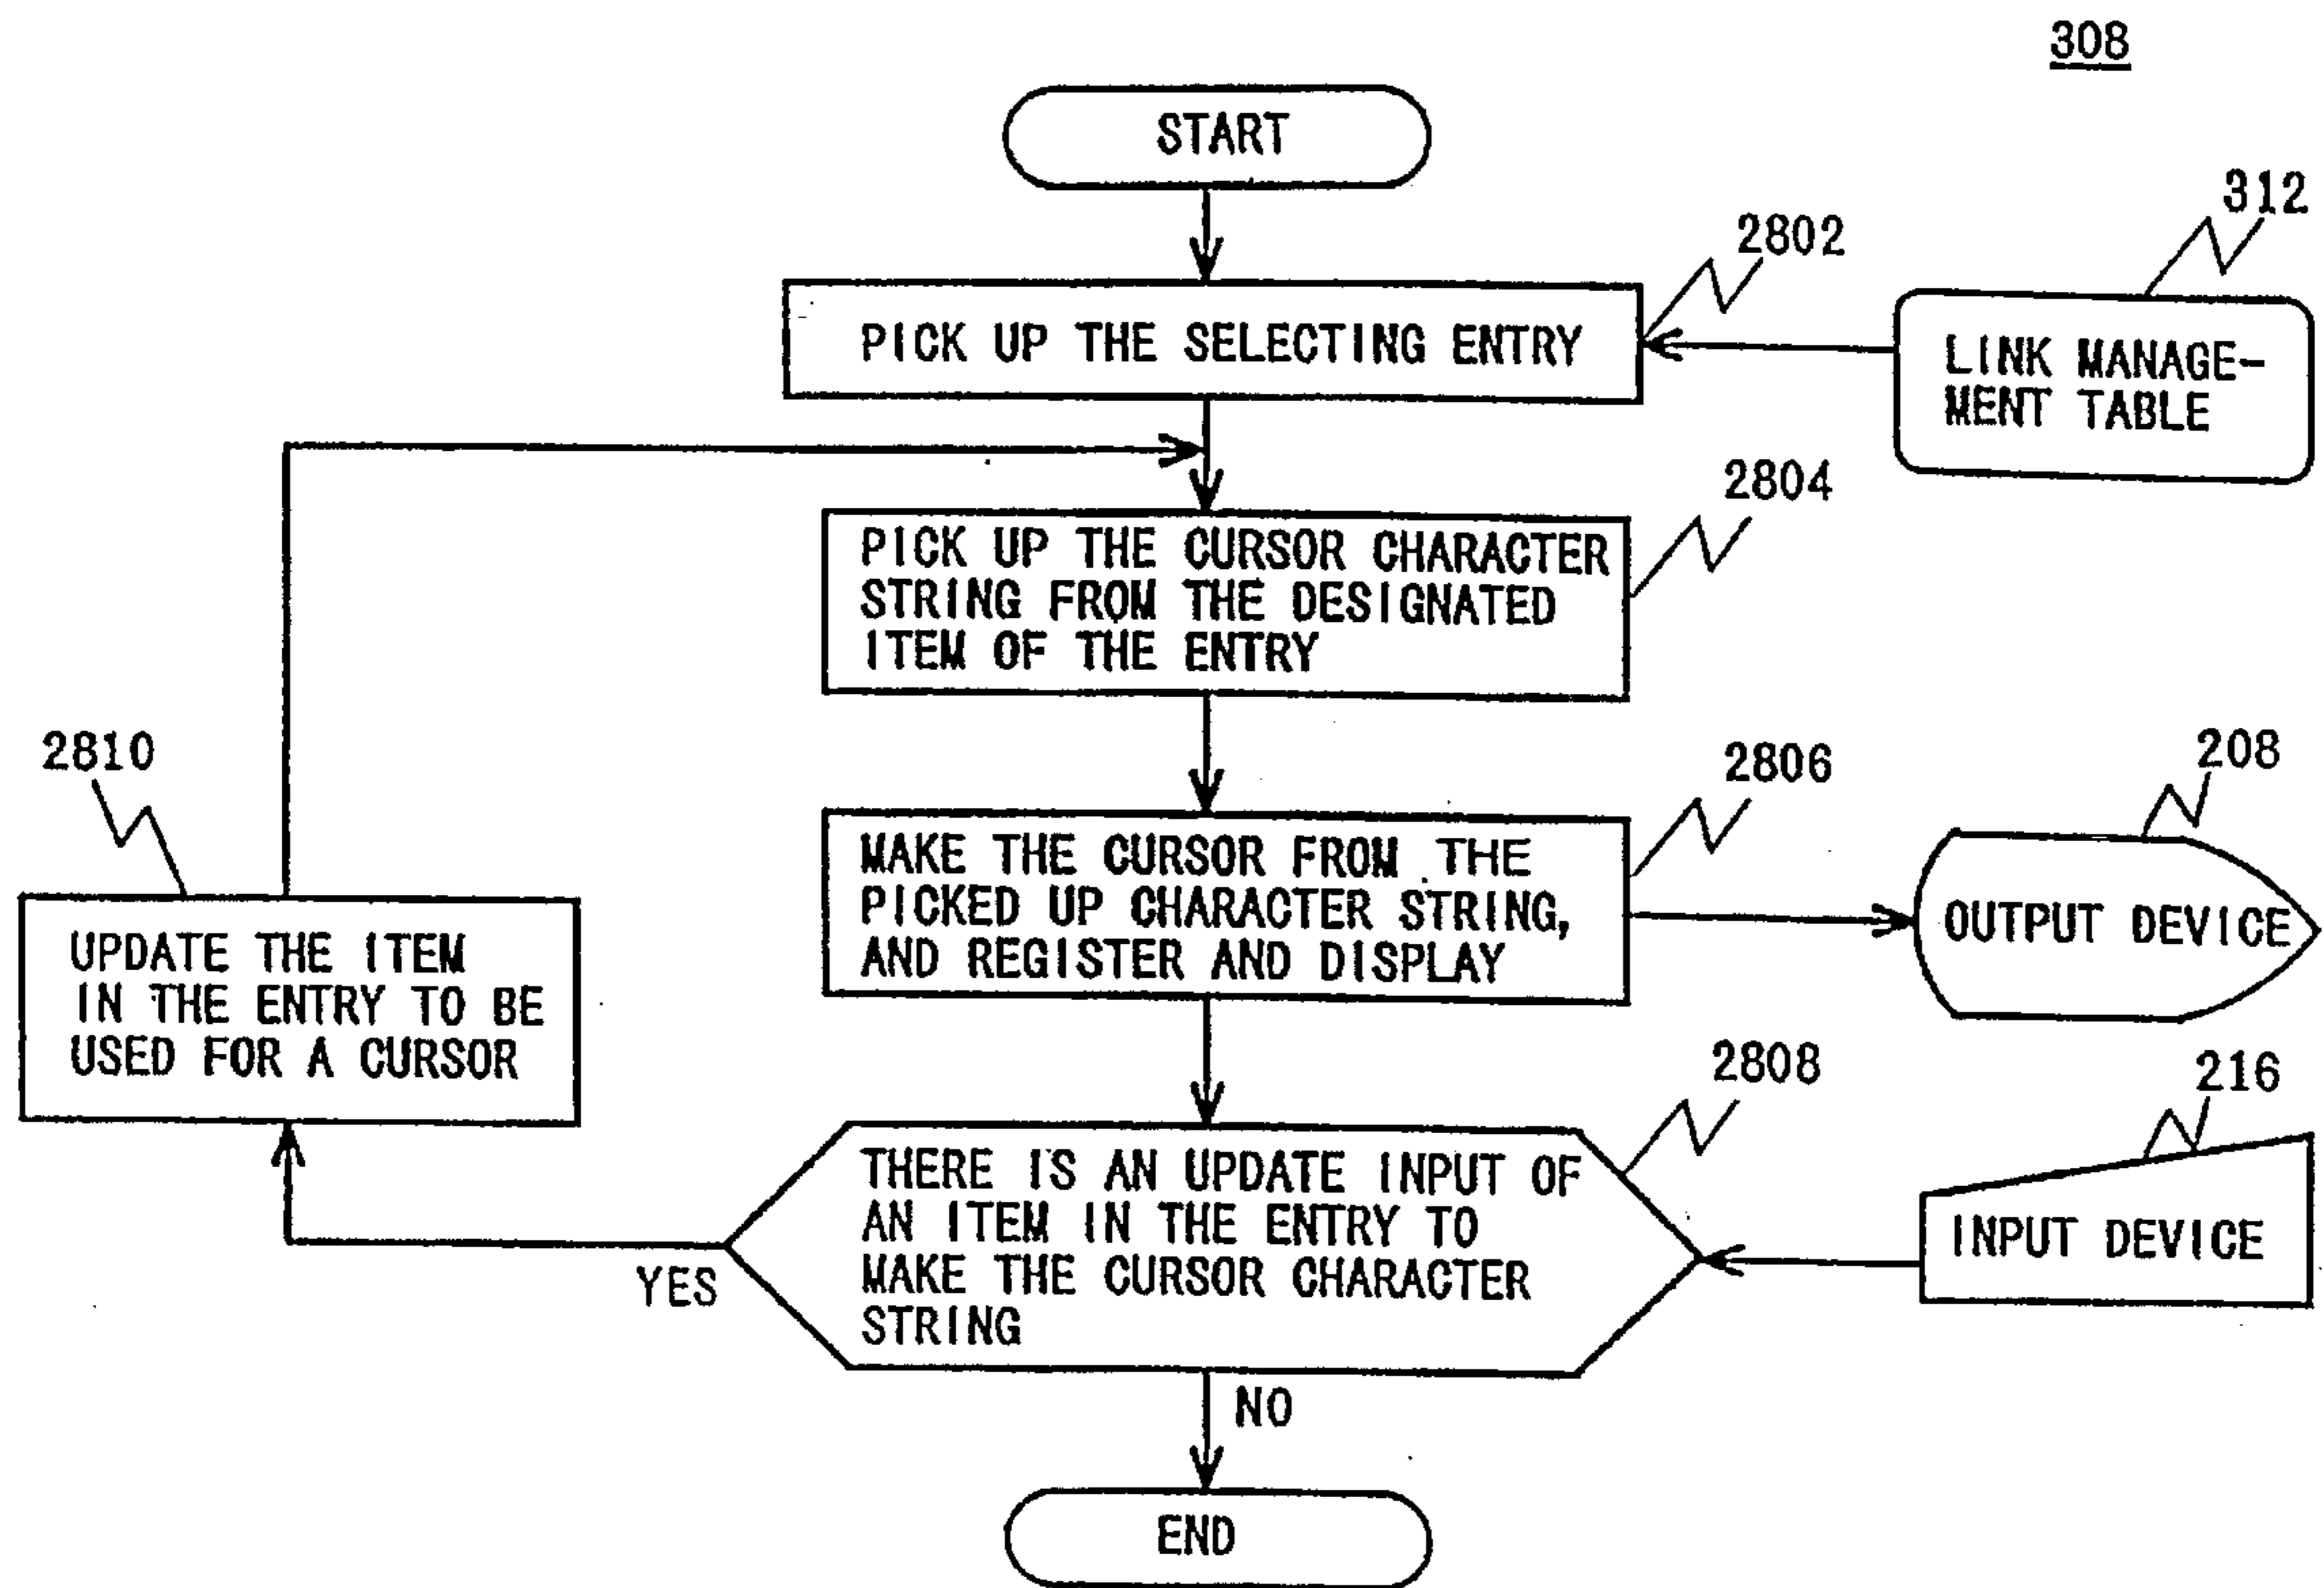 308
START
312
2802
PICK UP THE SELECTING ENTRY
LINK MANAGE-
MENT TABLE
2804
PICK UP THE CURSOR CHARACTER
STRING FROM THE DESIGNATED
ITEM OF THE ENTRY
2810
2806
208
MAKE THE CURSOR FROM THE
PICKED UP CHARACTER STRING,
AND REGISTER AND DISPLAY
OUTPUT DEVICE
UPDATE THE ITEM
IN THE ENTRY TO BE
USED FOR A CURSOR
2808
216
THERE IS AN UPDATE INPUT OF
AN ITEM IN THE ENTRY TO
MAKE THE CURSOR CHARACTER
STRING
INPUT DEVICE
YES
NO
END